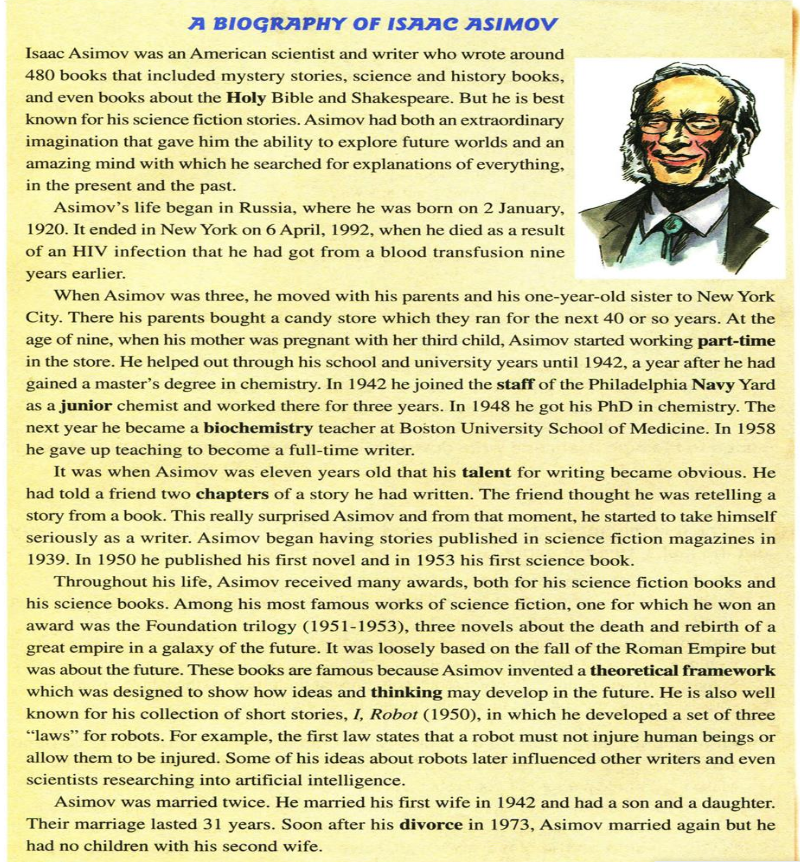 A BIOGRAPHY OF ISAAC ASIMOV
Isaac Asimov was an American scientist and writer who wrote around
480 books that included mystery stories, science and history books,
and even books about the Holy Bible and Shakespeare. But he is best
known for his science fiction stories. Asimov had both an extraordinary
imagination that gave him the ability to explore future worlds and an
amazing mind with which he searched for explanations of everything,
in the present and the past.
Asimov's life began in Russia, where he was born on 2 January,
1920. It ended in New York on 6 April, 1992, when he died as a result
of an HIV infection that he had got from a blood transfusion nine
years earlier.
When Asimov was three, he moved with his parents and his one-year-old sister to New York
City. There his parents bought a candy store which they ran for the next 40 or so years. At the
age of nine, when his mother was pregnant with her third child, Asimov started working part-time
in the store. He helped out through his school and university years until 1942, a year after he had
gained a master's degree in chemistry. In 1942 he joined the staff of the Philadelphia Navy Yard
as a junior chemist and worked there for three years. In 1948 he got his PhD in chemistry. The
next year he became a biochemistry teacher at Boston University School of Medicine. In 1958
he gave up teaching to become a full-time writer.
It was when Asimov was eleven years old that his talent for writing became obvious. He
had told a friend two chapters of a story he had written. The friend thought he was retelling a
story from a book. This really surprised Asimov and from that moment, he started to take himself
seriously as a writer. Asimov began having stories published in science fiction magazines in
1939. In 1950 he published his first novel and in 1953 his first science book.
Throughout his life, Asimov received many awards, both for his science fiction books and
his science books. Among his most famous works of science fiction, one for which he won an
award was the Foundation trilogy (1951-1953), three novels about the death and rebirth of a
great empire in a galaxy of the future. It was loosely based on the fall of the Roman Empire but
was about the future. These books are famous because Asimov invented a theoretical framework
which was designed to show how ideas and thinking may develop in the future. He is also well
known for his collection of short stories, I, Robot (1950), in which he developed a set of three
“laws” for robots. For example, the first law states that a robot must not injure human beings or
allow them to be injured. Some of his ideas about robots later influenced other writers and even
scientists researching into artificial intelligence.
Asimov was married twice. He married his first wife in 1942 and had a son and a daughter.
Their marriage lasted 31 years. Soon after his divorce in 1973, Asimov married again but he
had no children with his second wife.